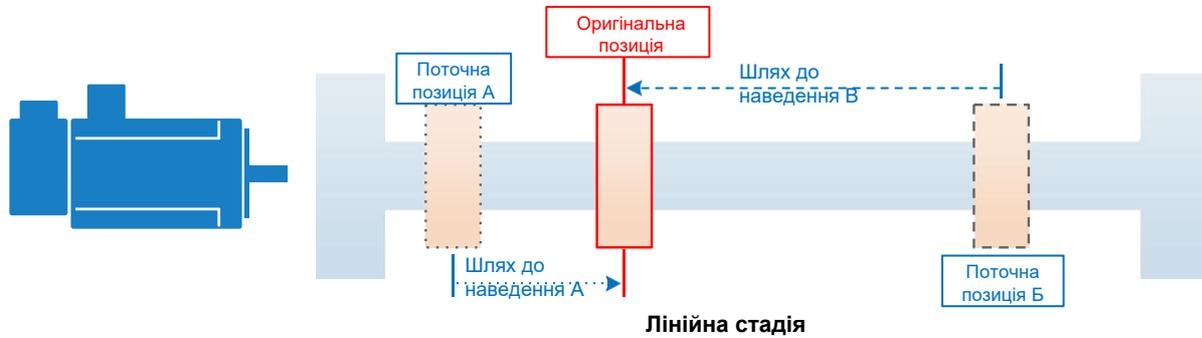 Оригінальна
позиція
Поточна
позиція А
Шлях до
наведення В
Шлях до
наведення А
Поточна
позиція Б
Лінійна стадія